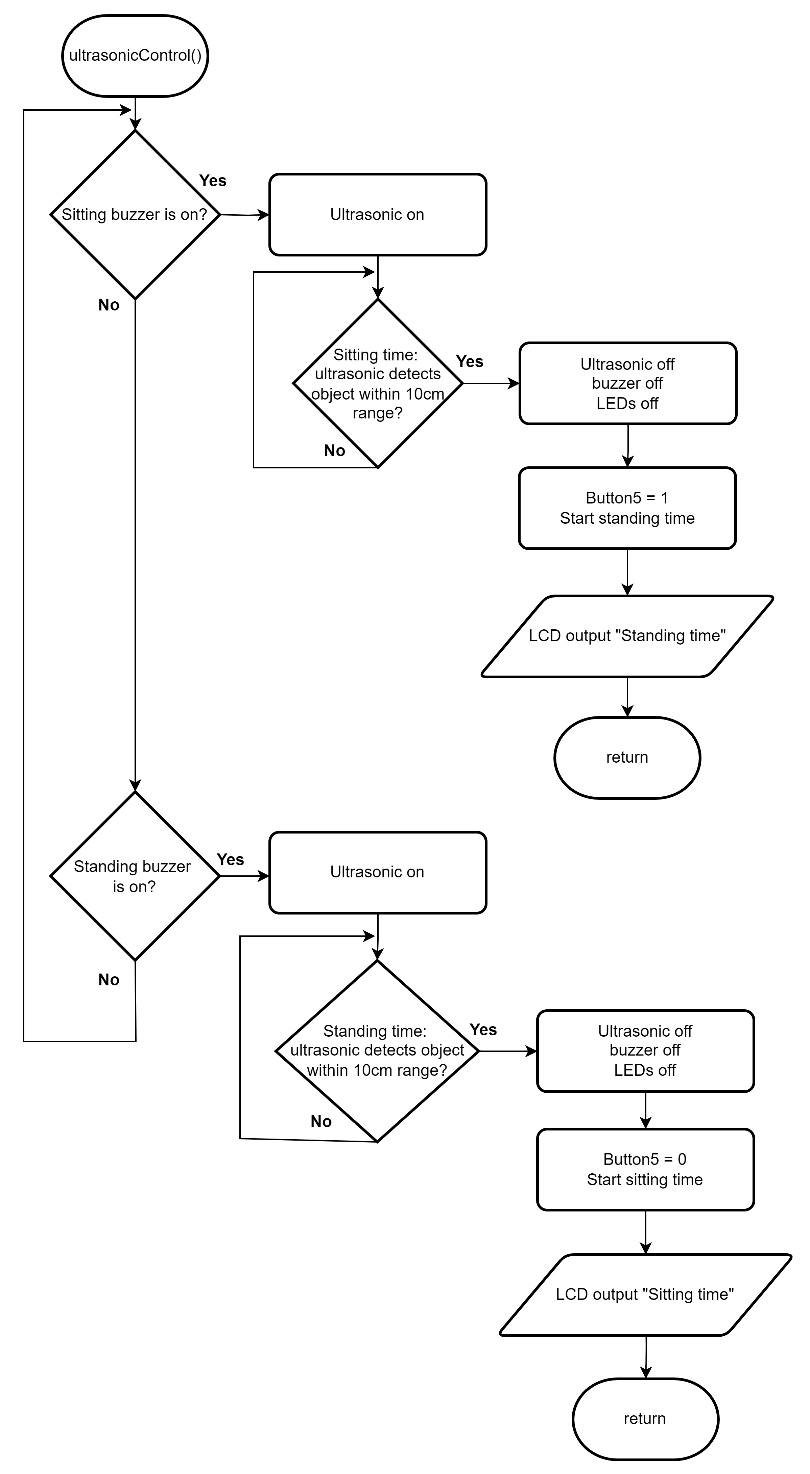 ultrasonicControl()
Sitting buzzer is on?
Yes
No
Ultrasonic on
Sitting time:
ultrasonic detects
object within 10cm
range?
Yes
No
Ultrasonic off
buzzer off
LEDs off
Button5 = 1
Start standing time
LCD output "Standing time"
return
Standing buzzer
is on?
Yes
No
Ultrasonic on
Standing time:
ultrasonic detects object
within 10cm range?
Yes
No
Ultrasonic off
buzzer off
LEDs off
Button5 = 0
Start sitting time
LCD output "Sitting time"
return